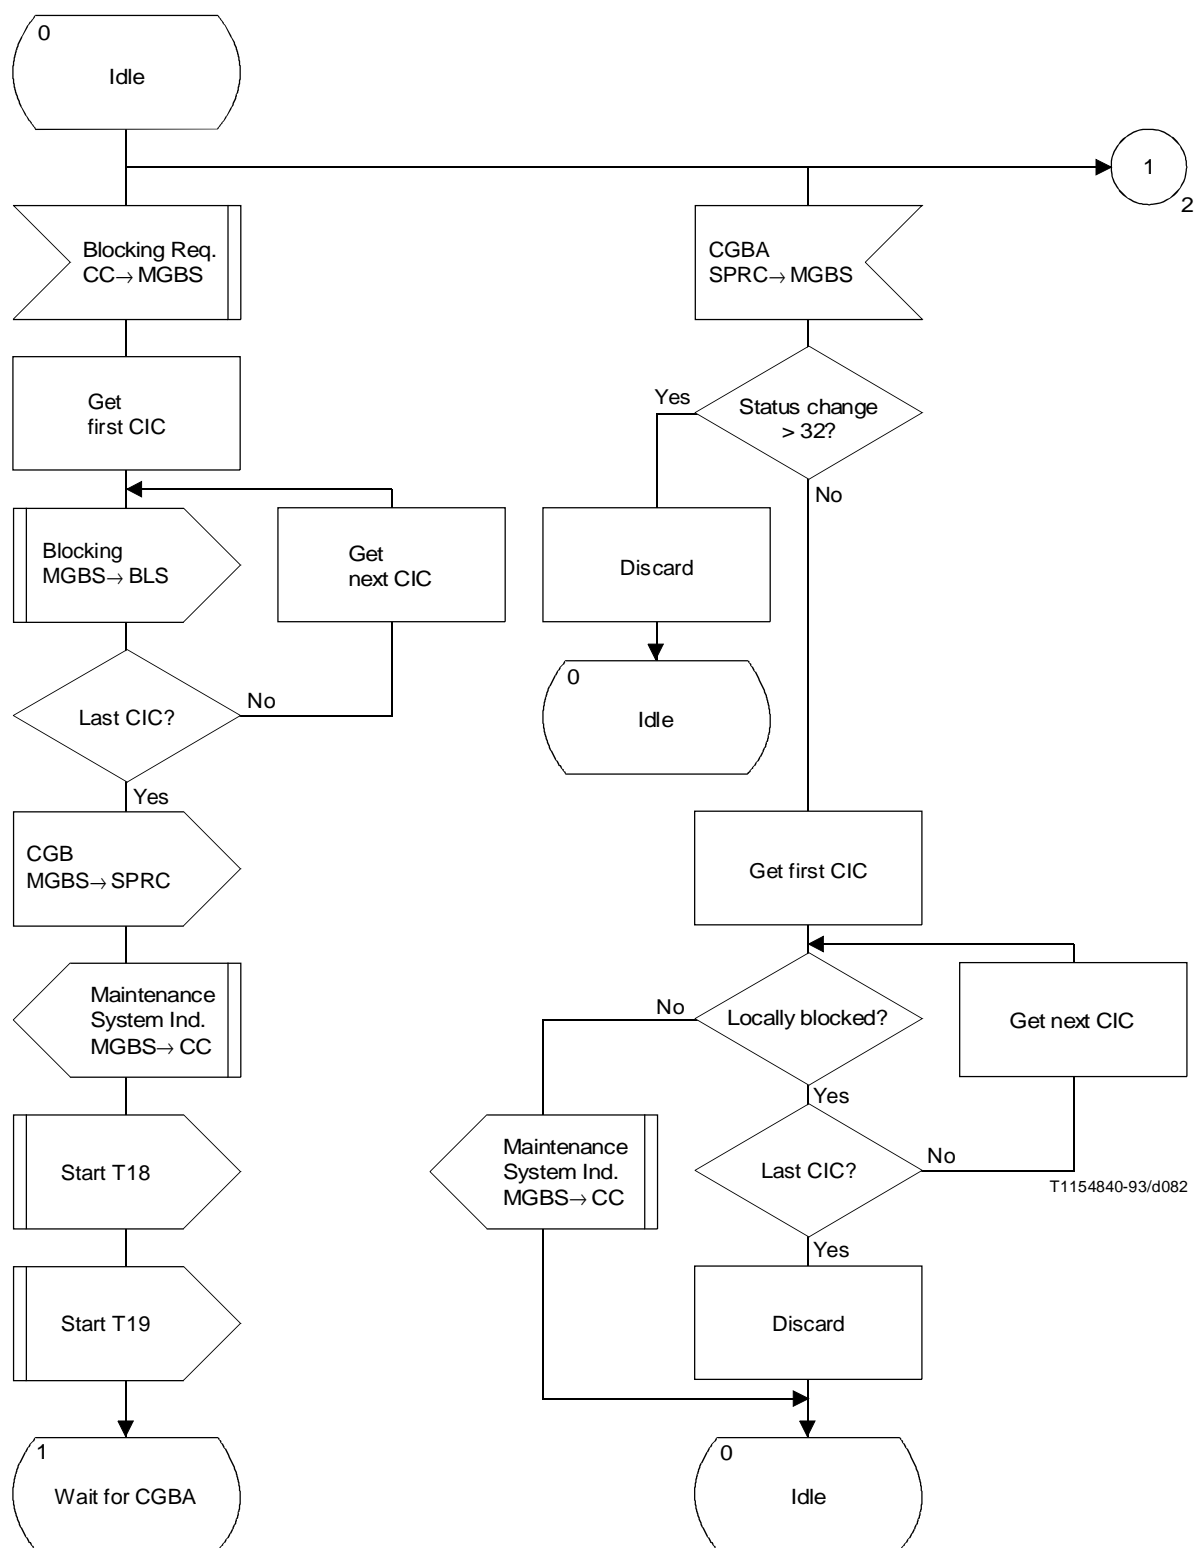 0
Idle
1
2
Blocking Req.
CC→MGBS
CGBA
SPRC→MGBS
Get
first CIC
Yes
Status change
> 32?
No
Blocking
MGBS→BLS
Get
next CIC
Discard
Last CIC?
No
0
Idle
Yes
CGB
MGBS→SPRC
Get first CIC
Maintenance
System Ind.
MGBS→CC
No
Locally blocked?
Get next CIC
Yes
Start T18
Maintenance
System Ind.
MGBS→CC
Last CIC?
No
T1154840-93/d082
Yes
Start T19
Discard
1
Wait for CGBA
0
Idle